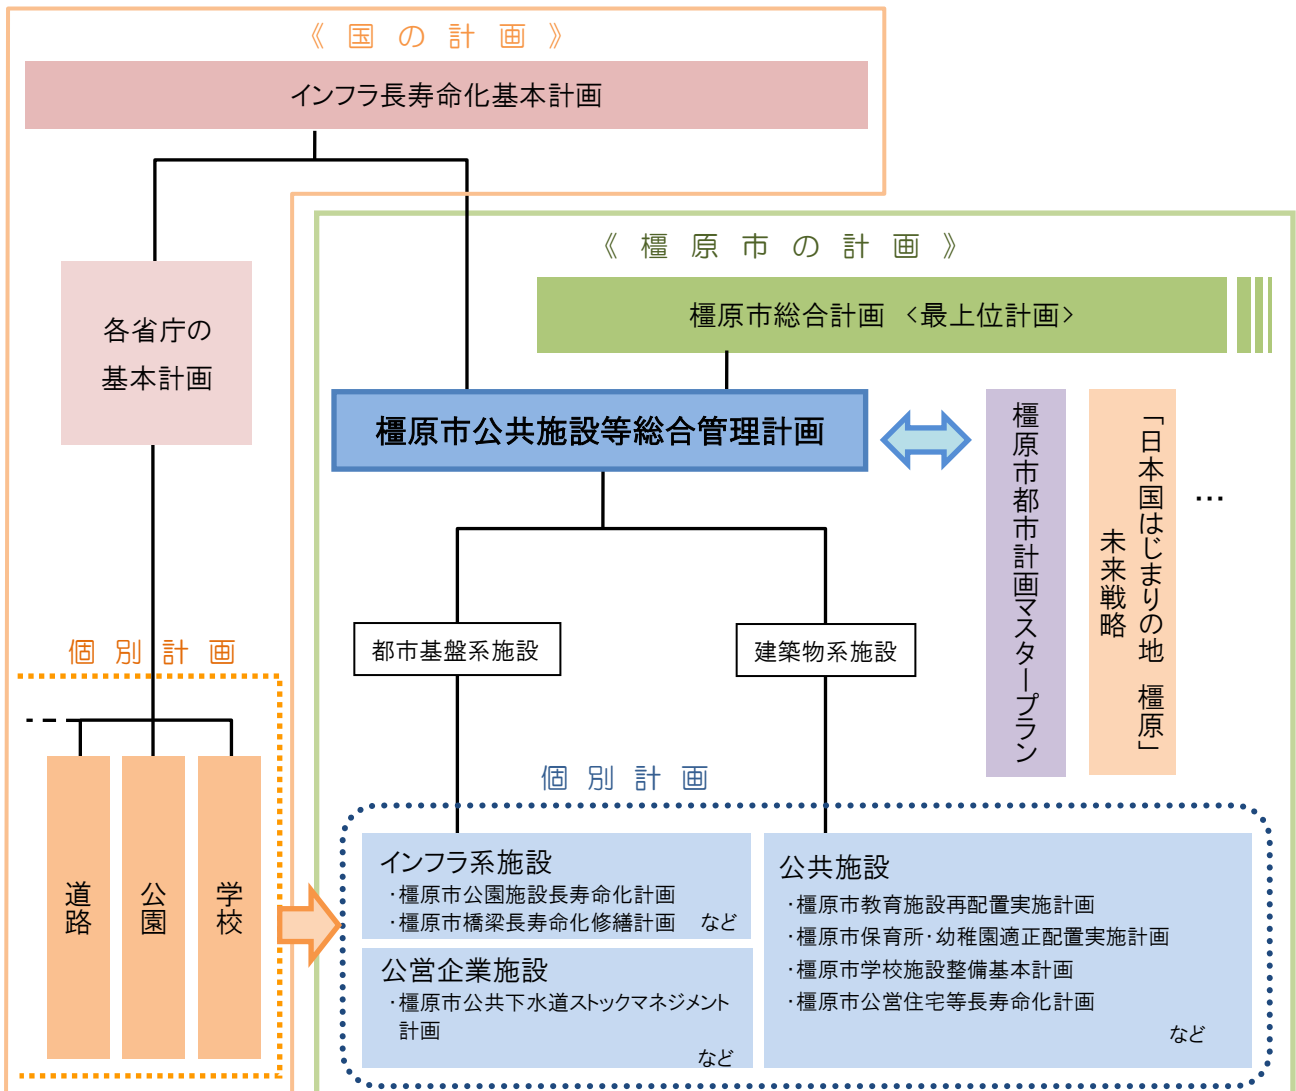 《 国 の 計 画 》
インフラ長寿命化基本計画
各省庁の
基本計画
個 別 計 画
道路
公園
学校
《 橿 原 市 の 計 画 》
橿原市総合計画 <最上位計画>
橿原市公共施設等総合管理計画
橿原市都市計画マスタープラン
「日本国はじまりの地 橿原」
未来戦略
…
都市基盤系施設
建築物系施設
個 別 計 画
インフラ系施設
・橿原市公園施設長寿命化計画
・橿原市橋梁長寿命化修繕計画 など
公営企業施設
・橿原市公共下水道ストックマネジメント
計画
など
公共施設
・橿原市教育施設再配置実施計画
・橿原市保育所・幼稚園適正配置実施計画
・橿原市学校施設整備基本計画
・橿原市公営住宅等長寿命化計画
など